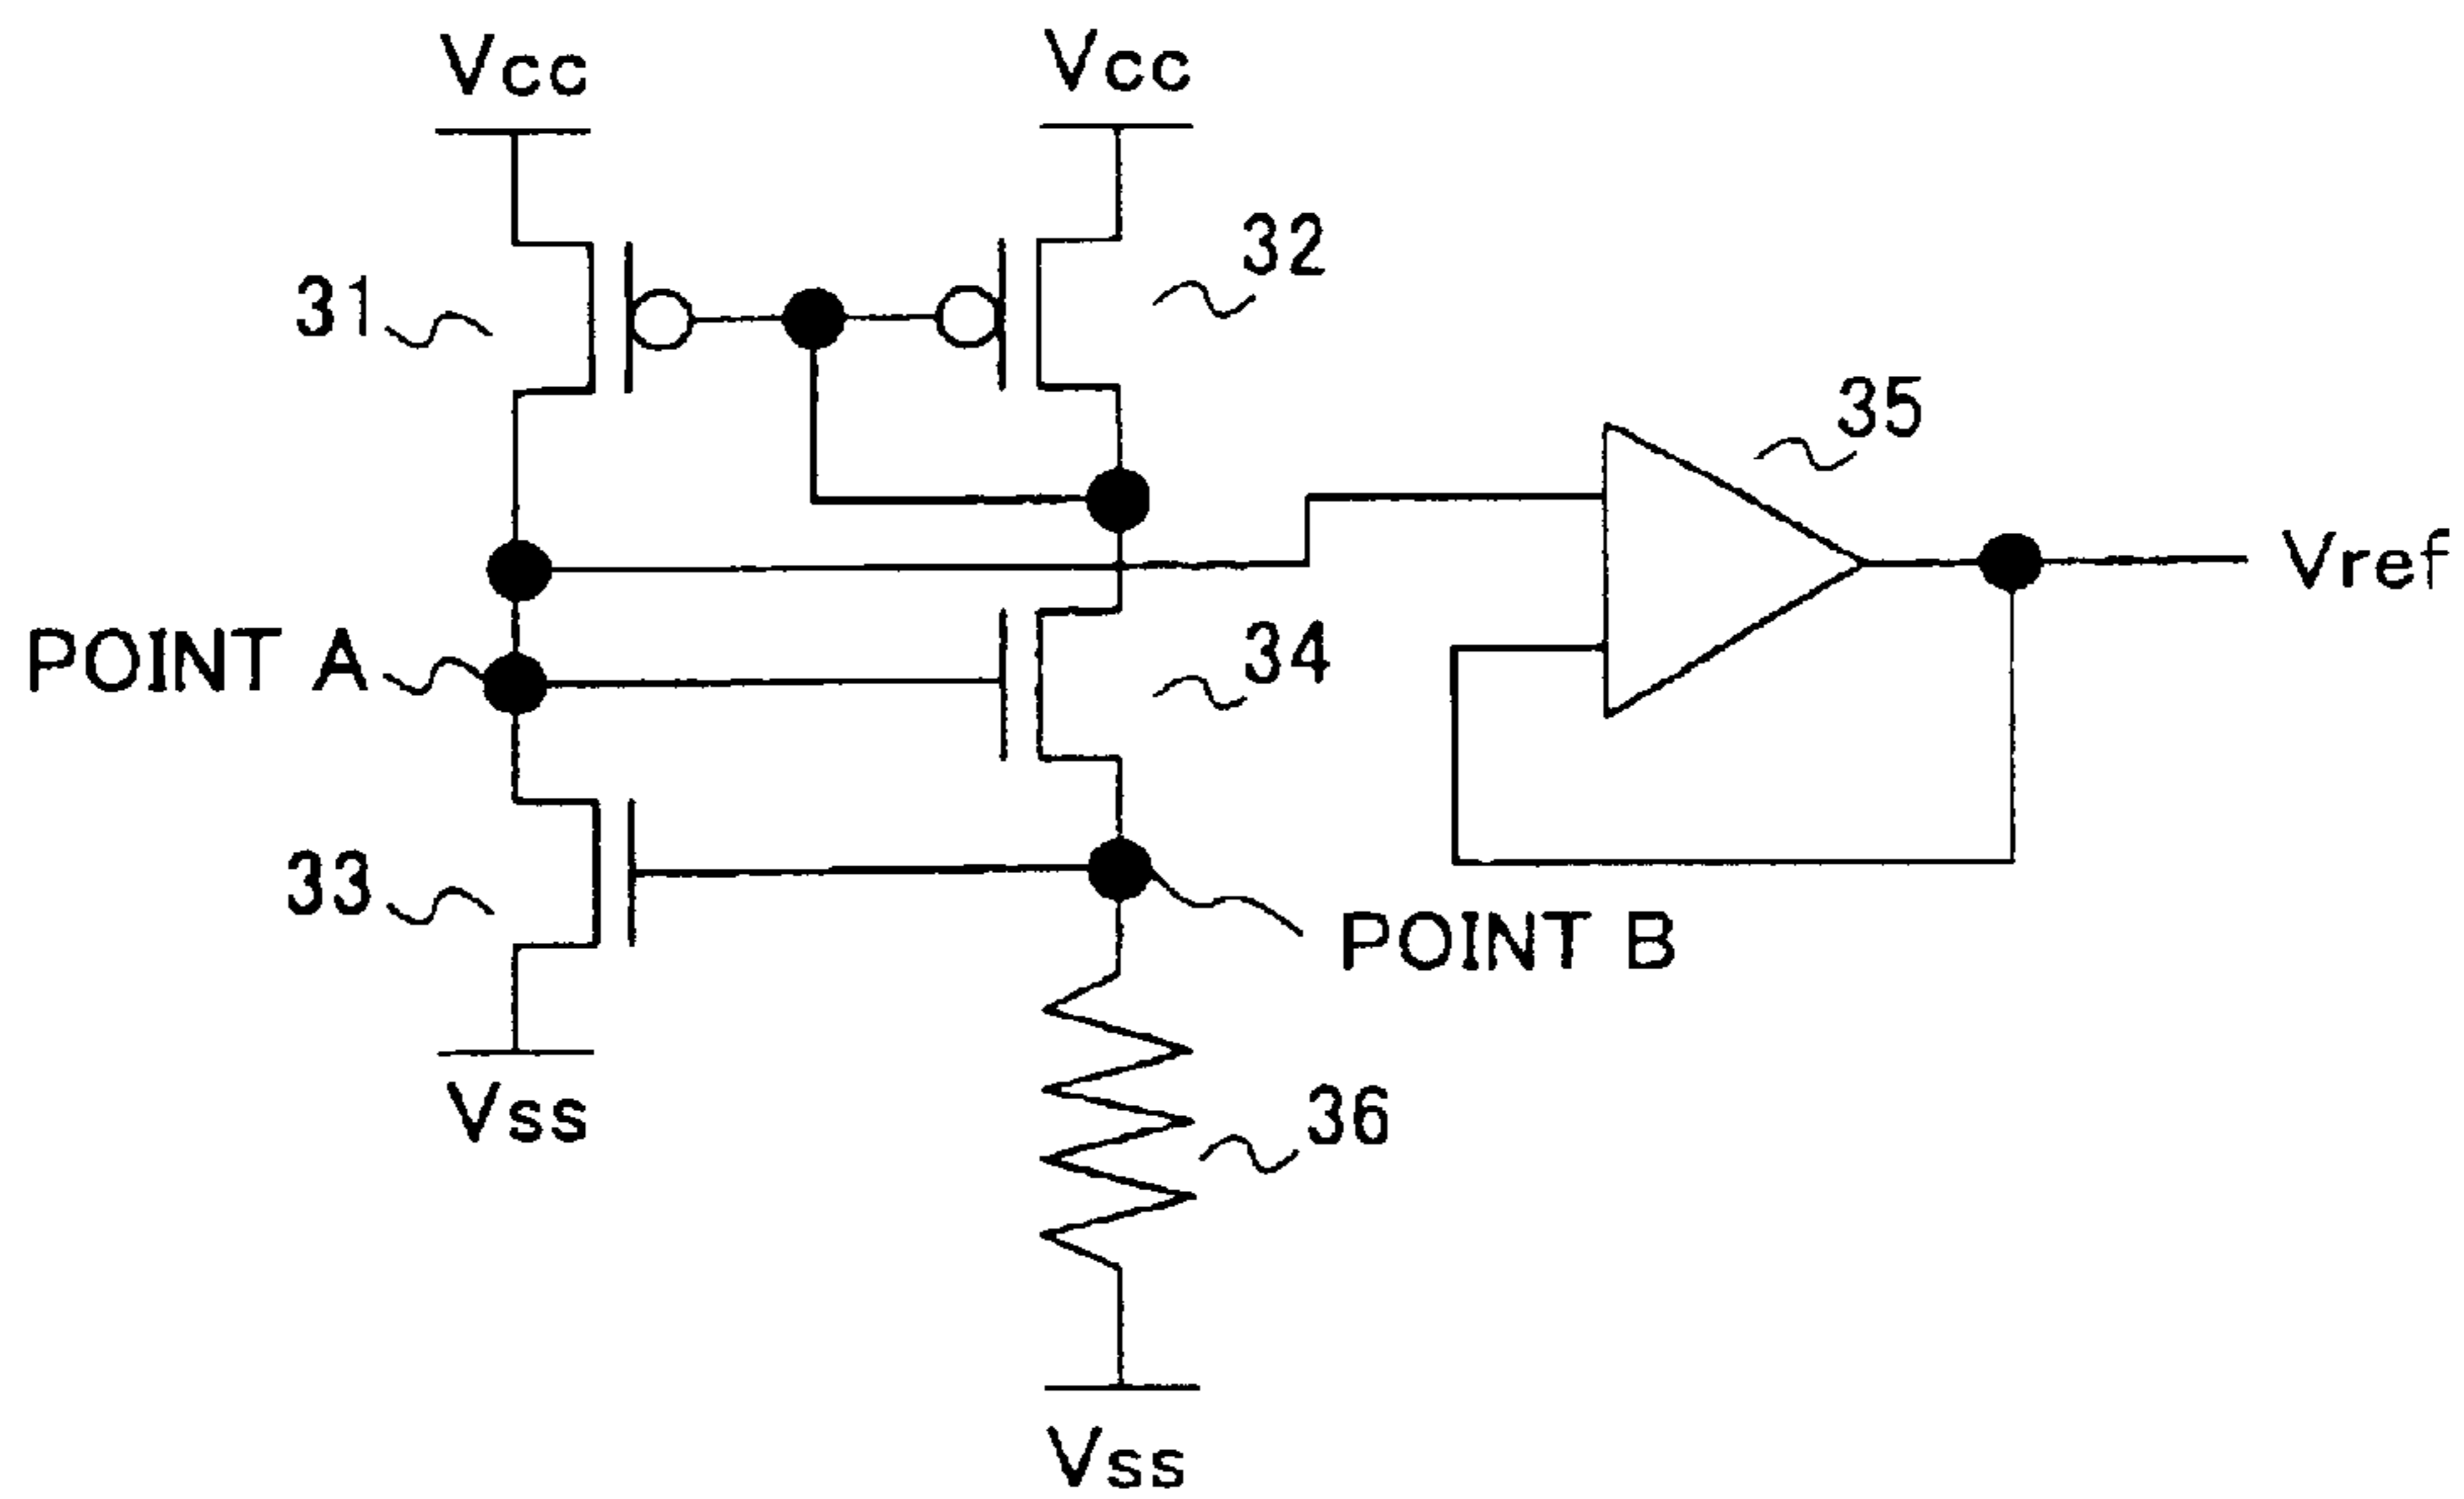 Vcc
Vcc
31
32
35
Vref
POINT A
34
33
POINT B
36
Vss
Vss